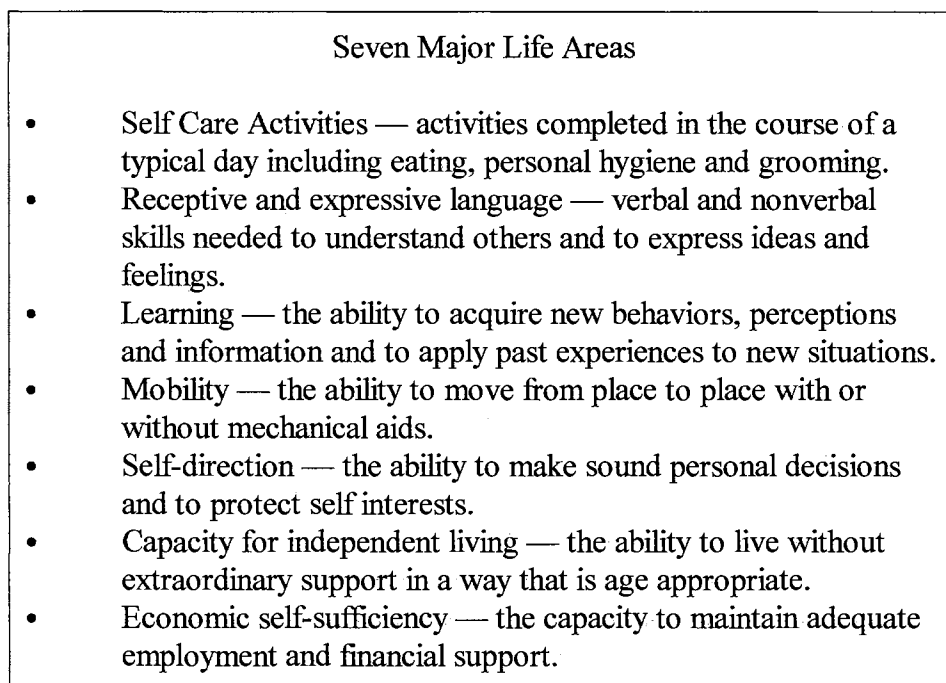 Seven Major Life Areas
• Self Care Activities — activities completed in the course of a
typical day including eating, personal hygiene and grooming.
• Receptive and expressive language — verbal and nonverbal
skills needed to understand others and to express ideas and
feelings.
• Learning — the ability to acquire new behaviors, perceptions
and information and to apply past experiences to new situations.
• Mobility — the ability to move from place to place with or
without mechanical aids.
• Self-direction — the ability to make sound personal decisions
and to protect self interests.
• Capacity for independent living — the ability to live without
extraordinary support in a way that is age appropriate.
• Economic self-sufficiency — the capacity to maintain adequate
employment and financial support.